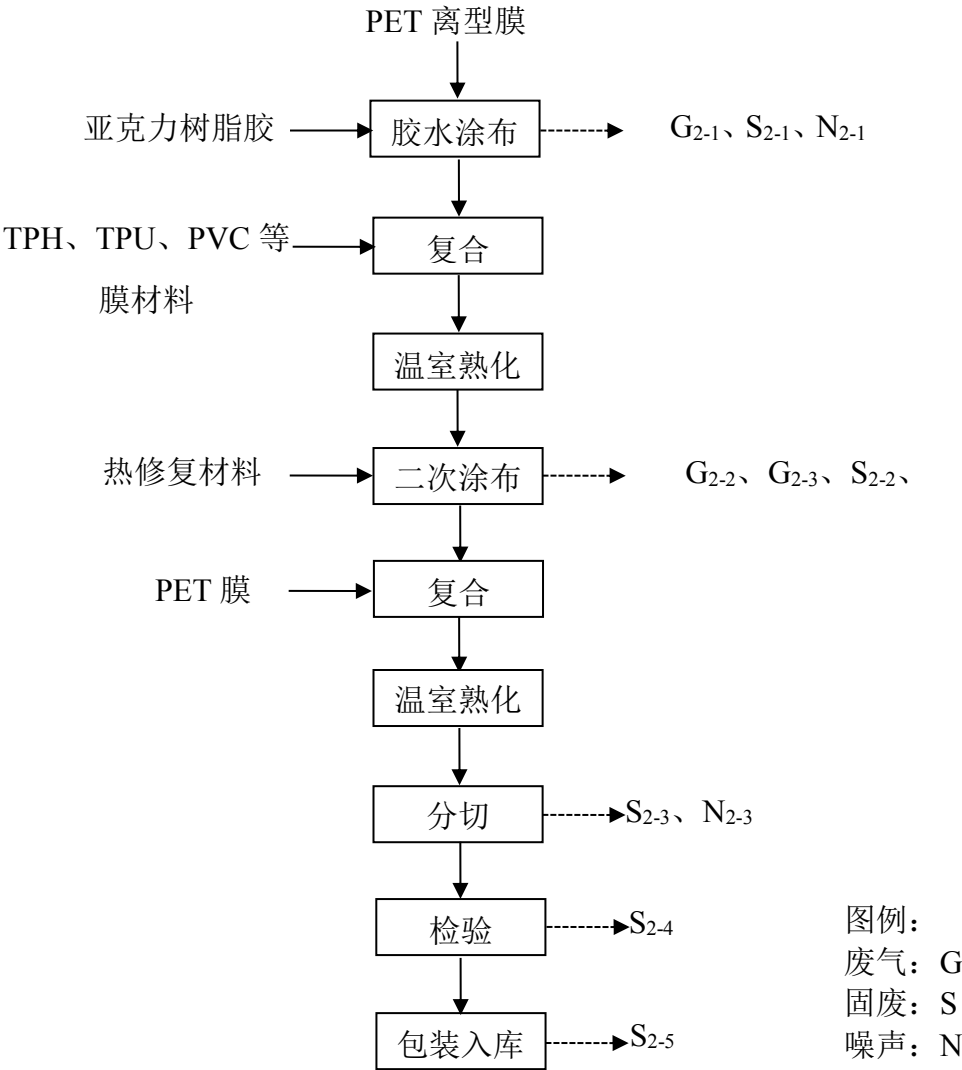 PET 离型膜
亚克力树脂胶
胶水涂布
G2-1、S2-1、N2-1
TPH、TPU、PVC 等
膜材料
复合
温室熟化
热修复材料
二次涂布
G2-2、G2-3、S2-2、
PET 膜
复合
温室熟化
分切
S2-3、N2-3
检验
S2-4
包装入库
S2-5
图例：
废气：G
固废：S
噪声：N